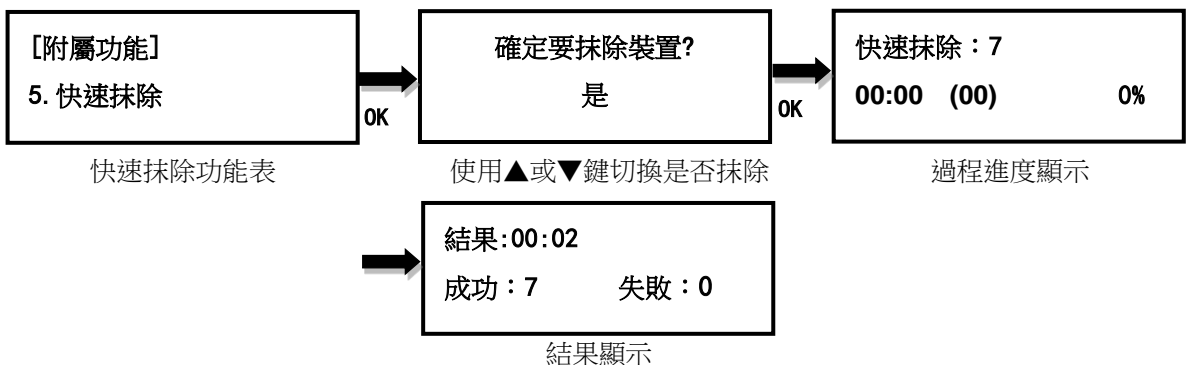 [附屬功能]
5.快速抹除
OK
確定要抹除裝置?
是
OK
快速抹除：7
00:00 (00) 0%
快速抹除功能表
使用▲或▼鍵切換是否抹除
過程進度顯示
結果:00:02
成功：7 失敗：0
結果顯示